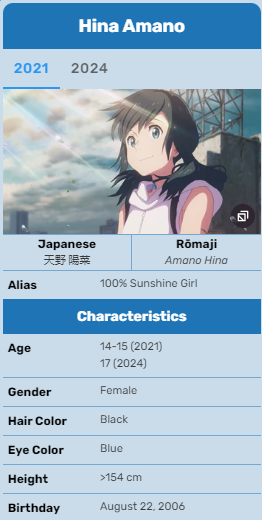 Hina Amano
2021 2024
Japanese Rōmaji
天野 陽菜 Amano Hina
Alias 100% Sunshine Girl
Characteristics
Age 14-15 (2021)
17 (2024)
Gender Female
Hair Color Black
Eye Color Blue
Height >154 cm
Birthday August 22, 2006